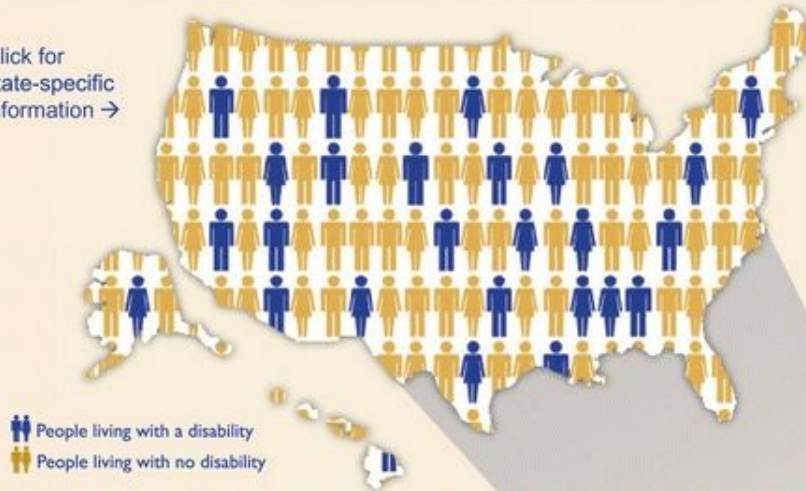 lick for
tate-specific
formation →
People living with a disability
People living with no disability